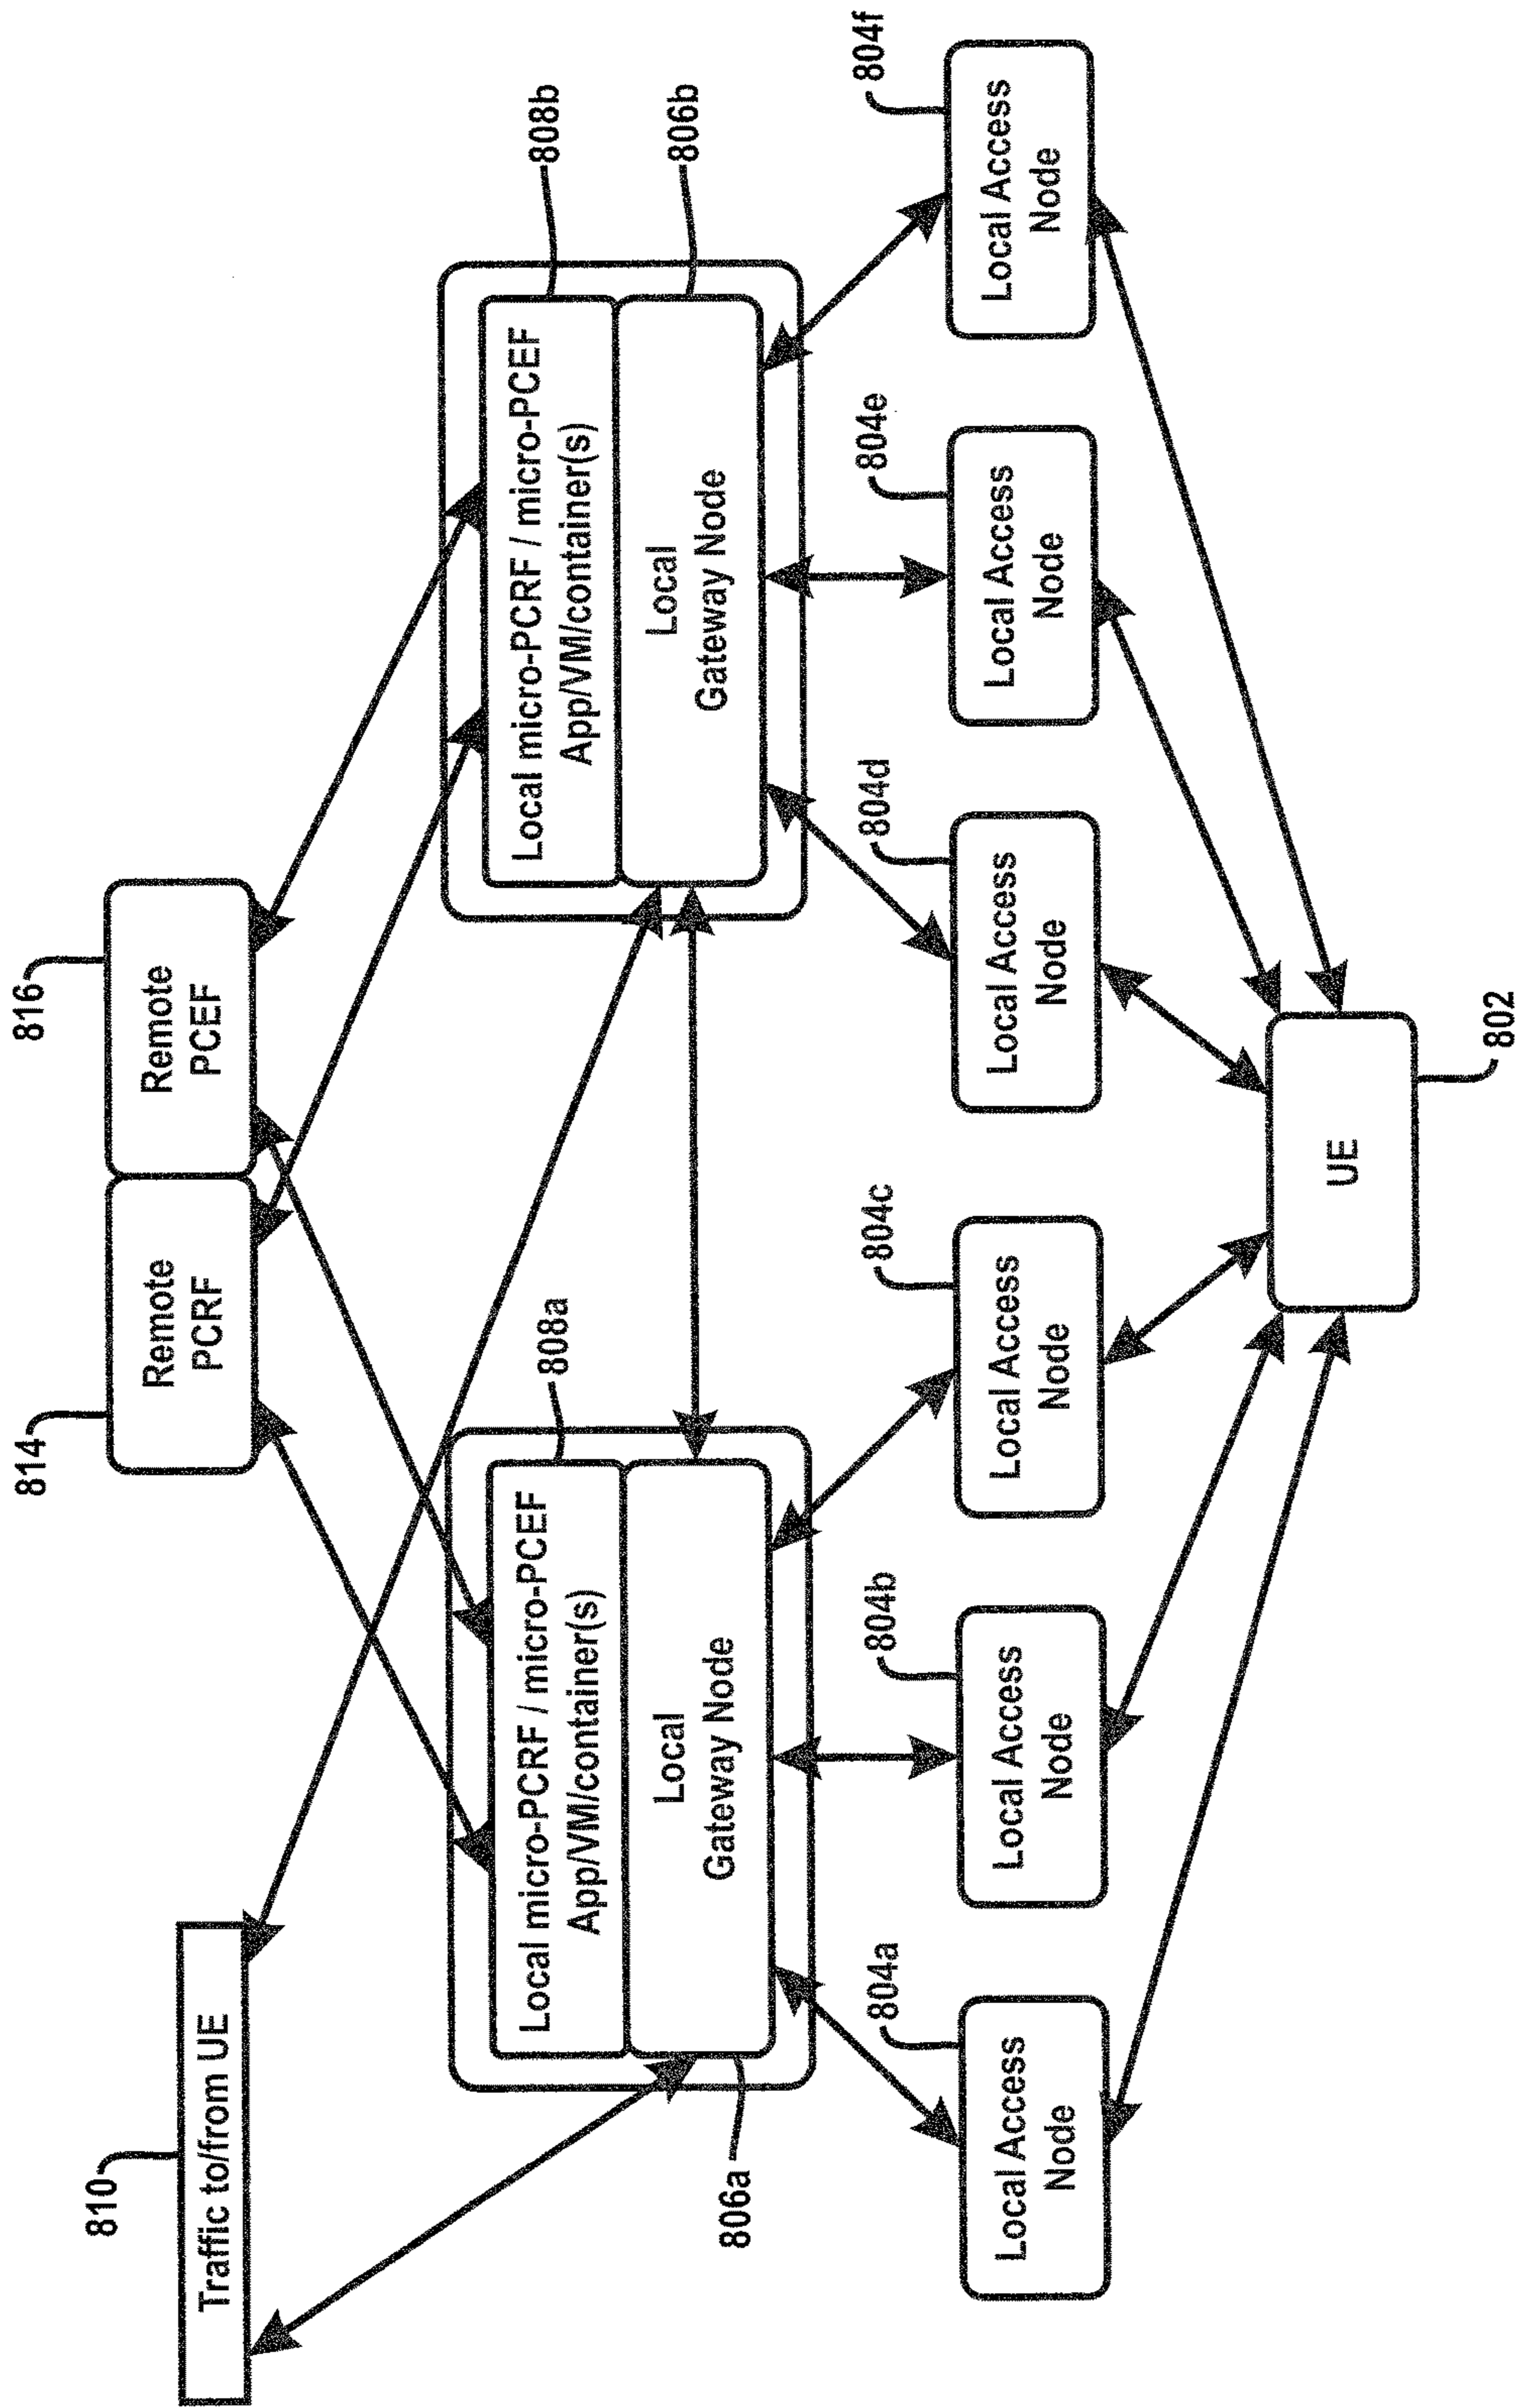 810
Traffic to/from UE
814
816
Remote
PCRF
Remote
PCEF
808a
Local micro-PCRF / micro-PCEF
App/VM/container(s)
Local
Gateway Node
806a
808b
Local micro-PCRF / micro-PCEF
App/VM/container(s)
Local
Gateway Node
806b
804a
Local Access
Node
804b
Local Access
Node
804c
Local Access
Node
804d
Local Access
Node
804e
Local Access
Node
804f
Local Access
Node
UE
802